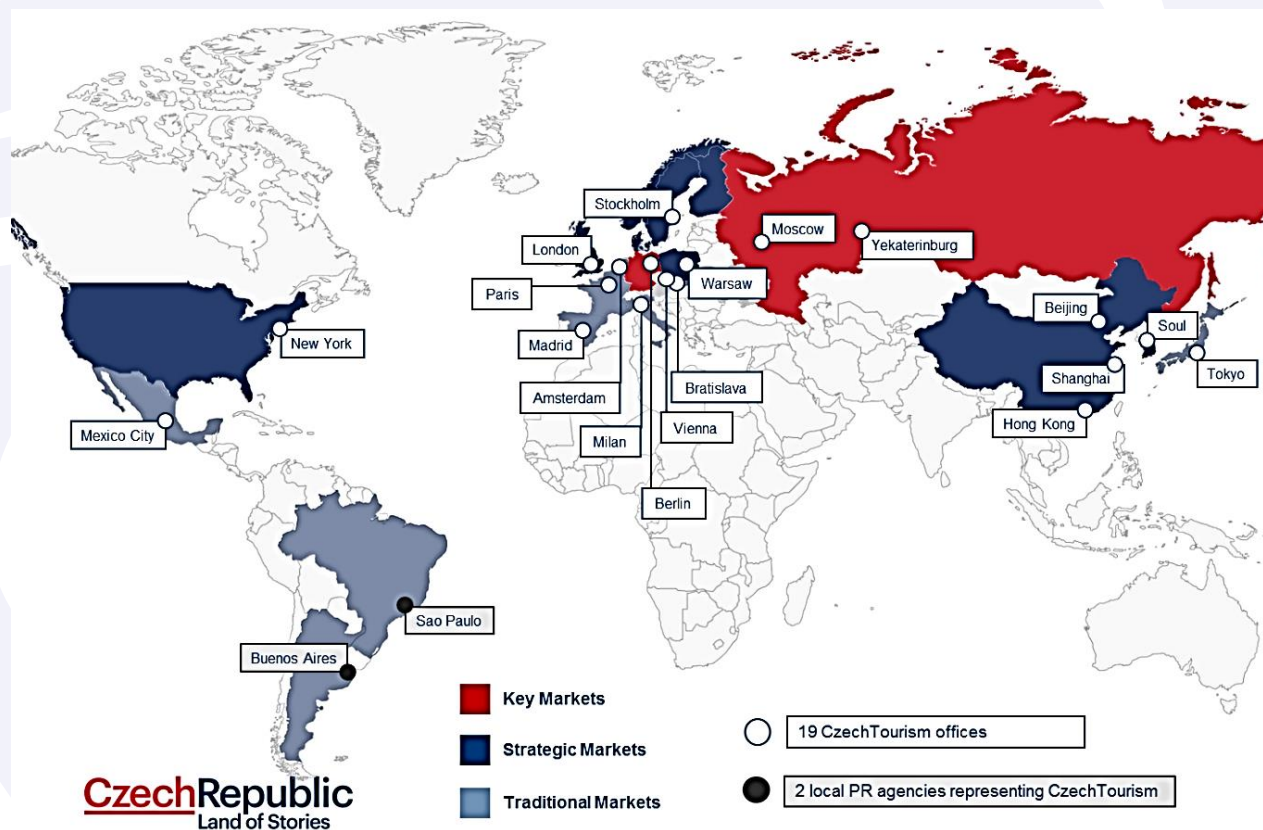 Stockholm
Moscow
Yekaterinburg
London
Paris
Warsaw
Beijing
Soul
New York
Madrid
Shanghai
Tokyo
Amsterdam
Bratislava
Mexico City
Milan
Vienna
Hong Kong
Berlin
Sao Paulo
Buenos Aires
Key Markets
19 CzechTourism offices
Strategic Markets
2 local PR agencies representing CzechTourism
Traditional Markets
CzechRepublic
Land of Stories